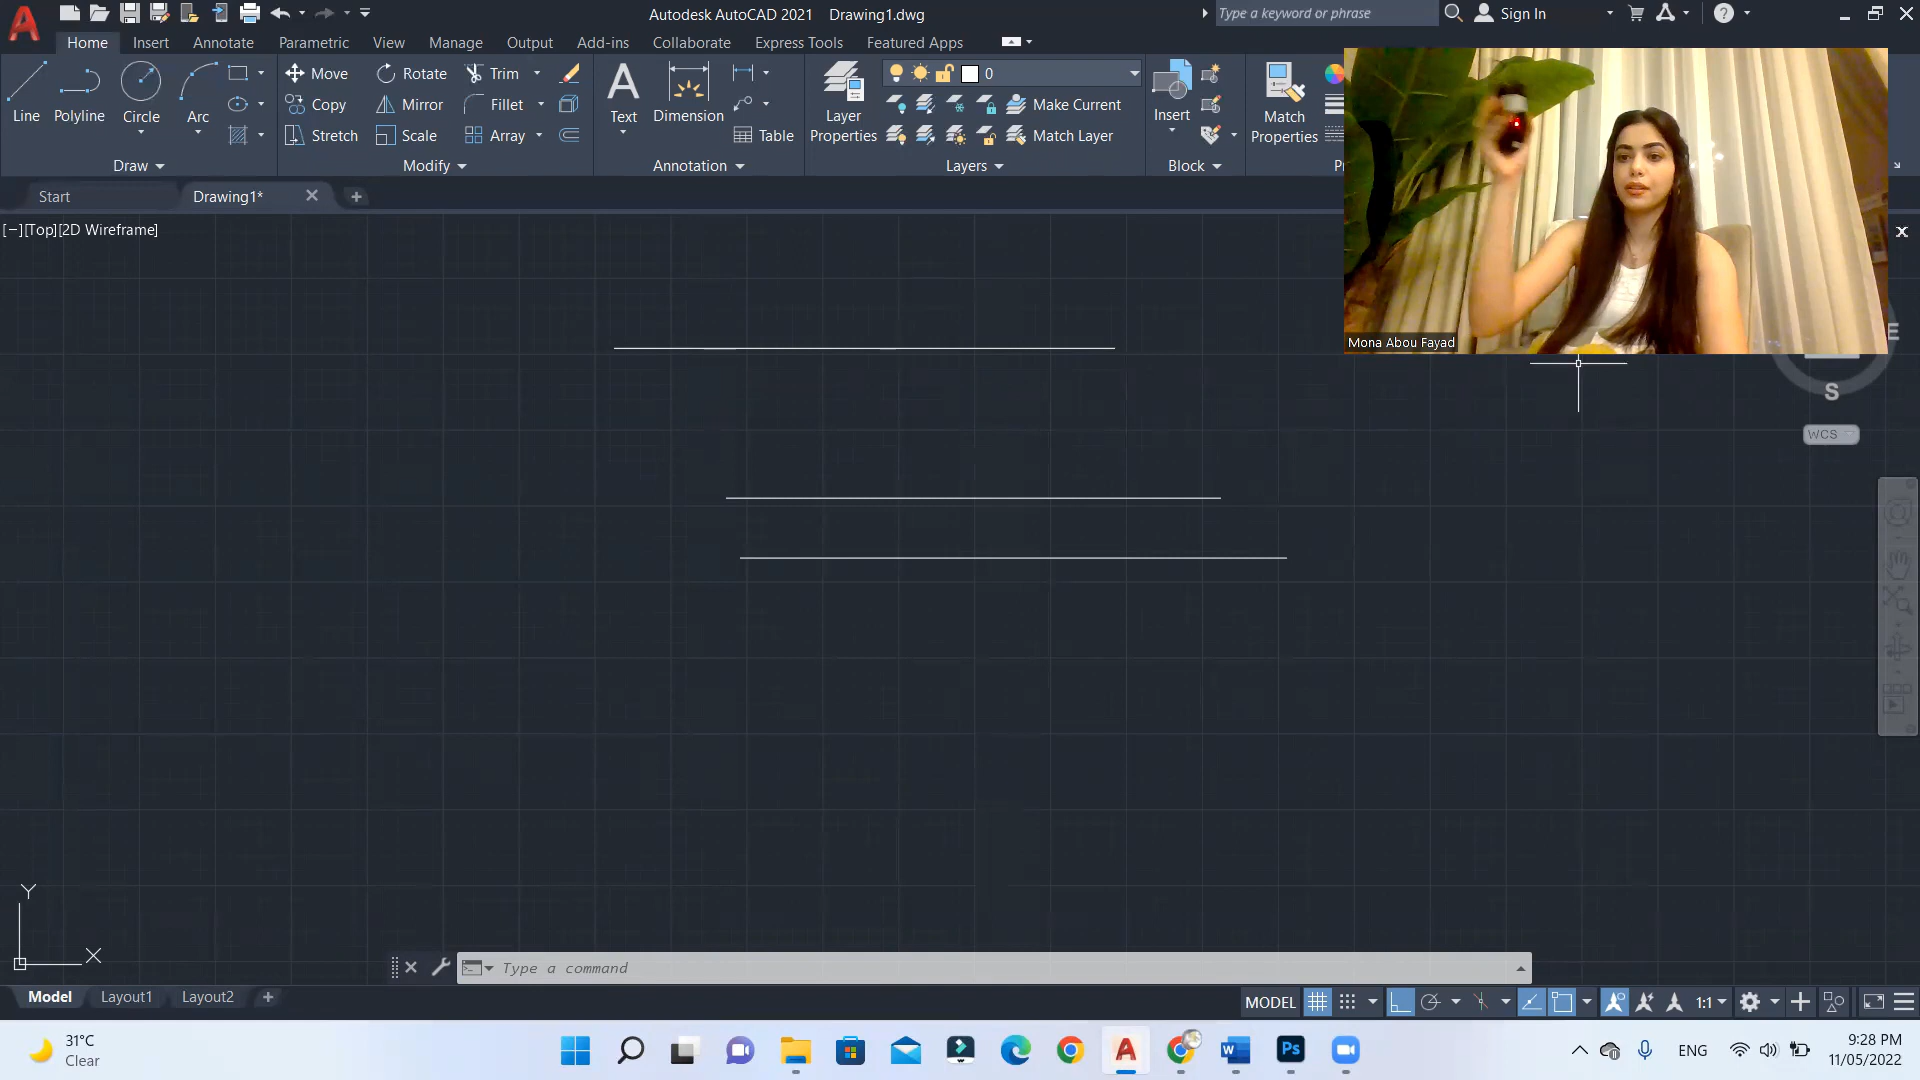 Autodesk AutoCAD 2021 Drawing1.dwg
Type a keyword or phrase
Sign In
Home Insert Annotate Parametric View Manage Output Add-ins Collaborate Express Tools Featured Apps
Line Polyline Circle Arc
Move Rotate Trim
Copy Mirror Fillet
Stretch Scale Array
Text Dimension Table
Layer Properties
0
Make Current
Match Layer
Insert
Match Properties
Draw Modify Annotation Layers Block
Start Drawing1*
[−][Top][2D Wireframe]
Mona Abou Fayad
E
S
WCS
Y
X
Type a command
Model Layout1 Layout2
MODEL 1:1
31°C
Clear
ENG
9:28 PM
11/05/2022